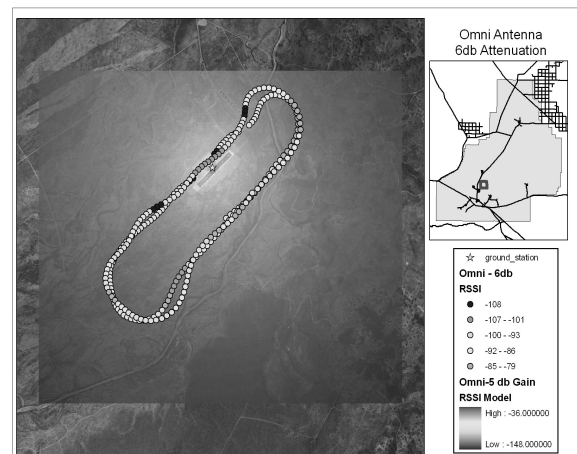 Omni Antenna
6db Attenuation
ground_station
Omni - 6db
RSSI
-108
-107 - -101
-100 - -93
-92 - -86
-85 - -79
Omni-5 db Gain
RSSI Model
High : -36.000000
Low : -148.000000